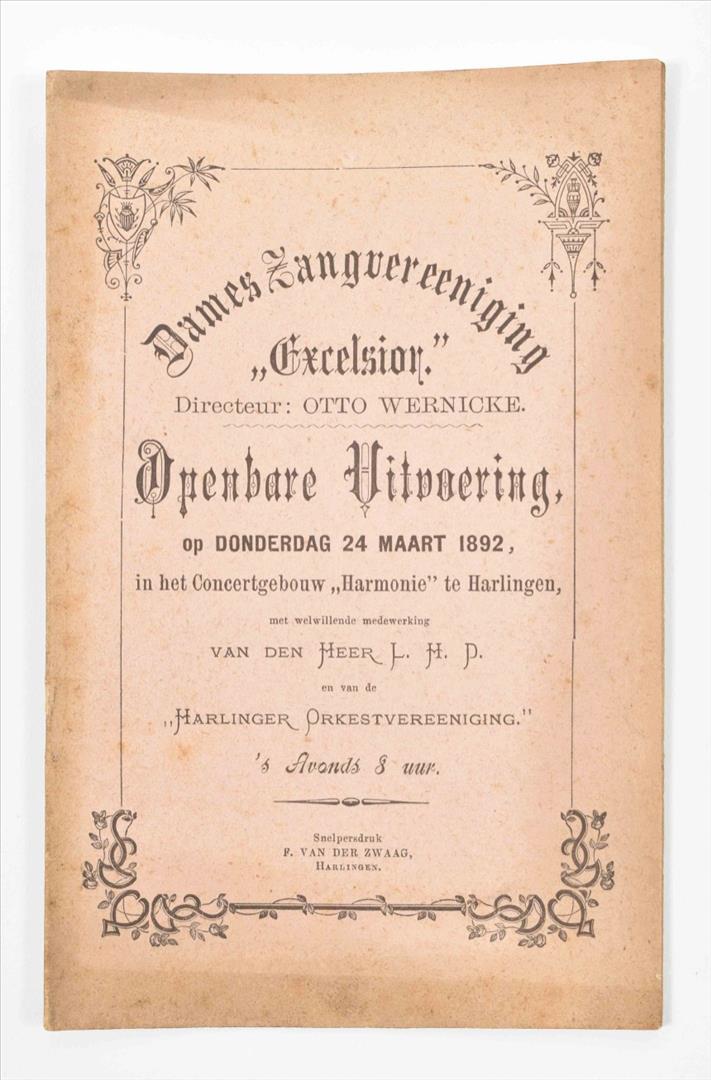 Dames Zangvereeniging
„Excelsior.”
Directeur: OTTO WERNICKE.
Openbare Uitvoering,
op DONDERDAG 24 MAART 1892,
in het Concertgebouw „Harmonie” te Harlingen,
met welwillende medewerking
VAN DEN HEER L. H. D.
en van de
„HARLINGER ORKESTVEREENIGING.”
's Avonds 8 uur.
Snelpersdruk
F. VAN DER ZWAAG,
HARLINGEN.